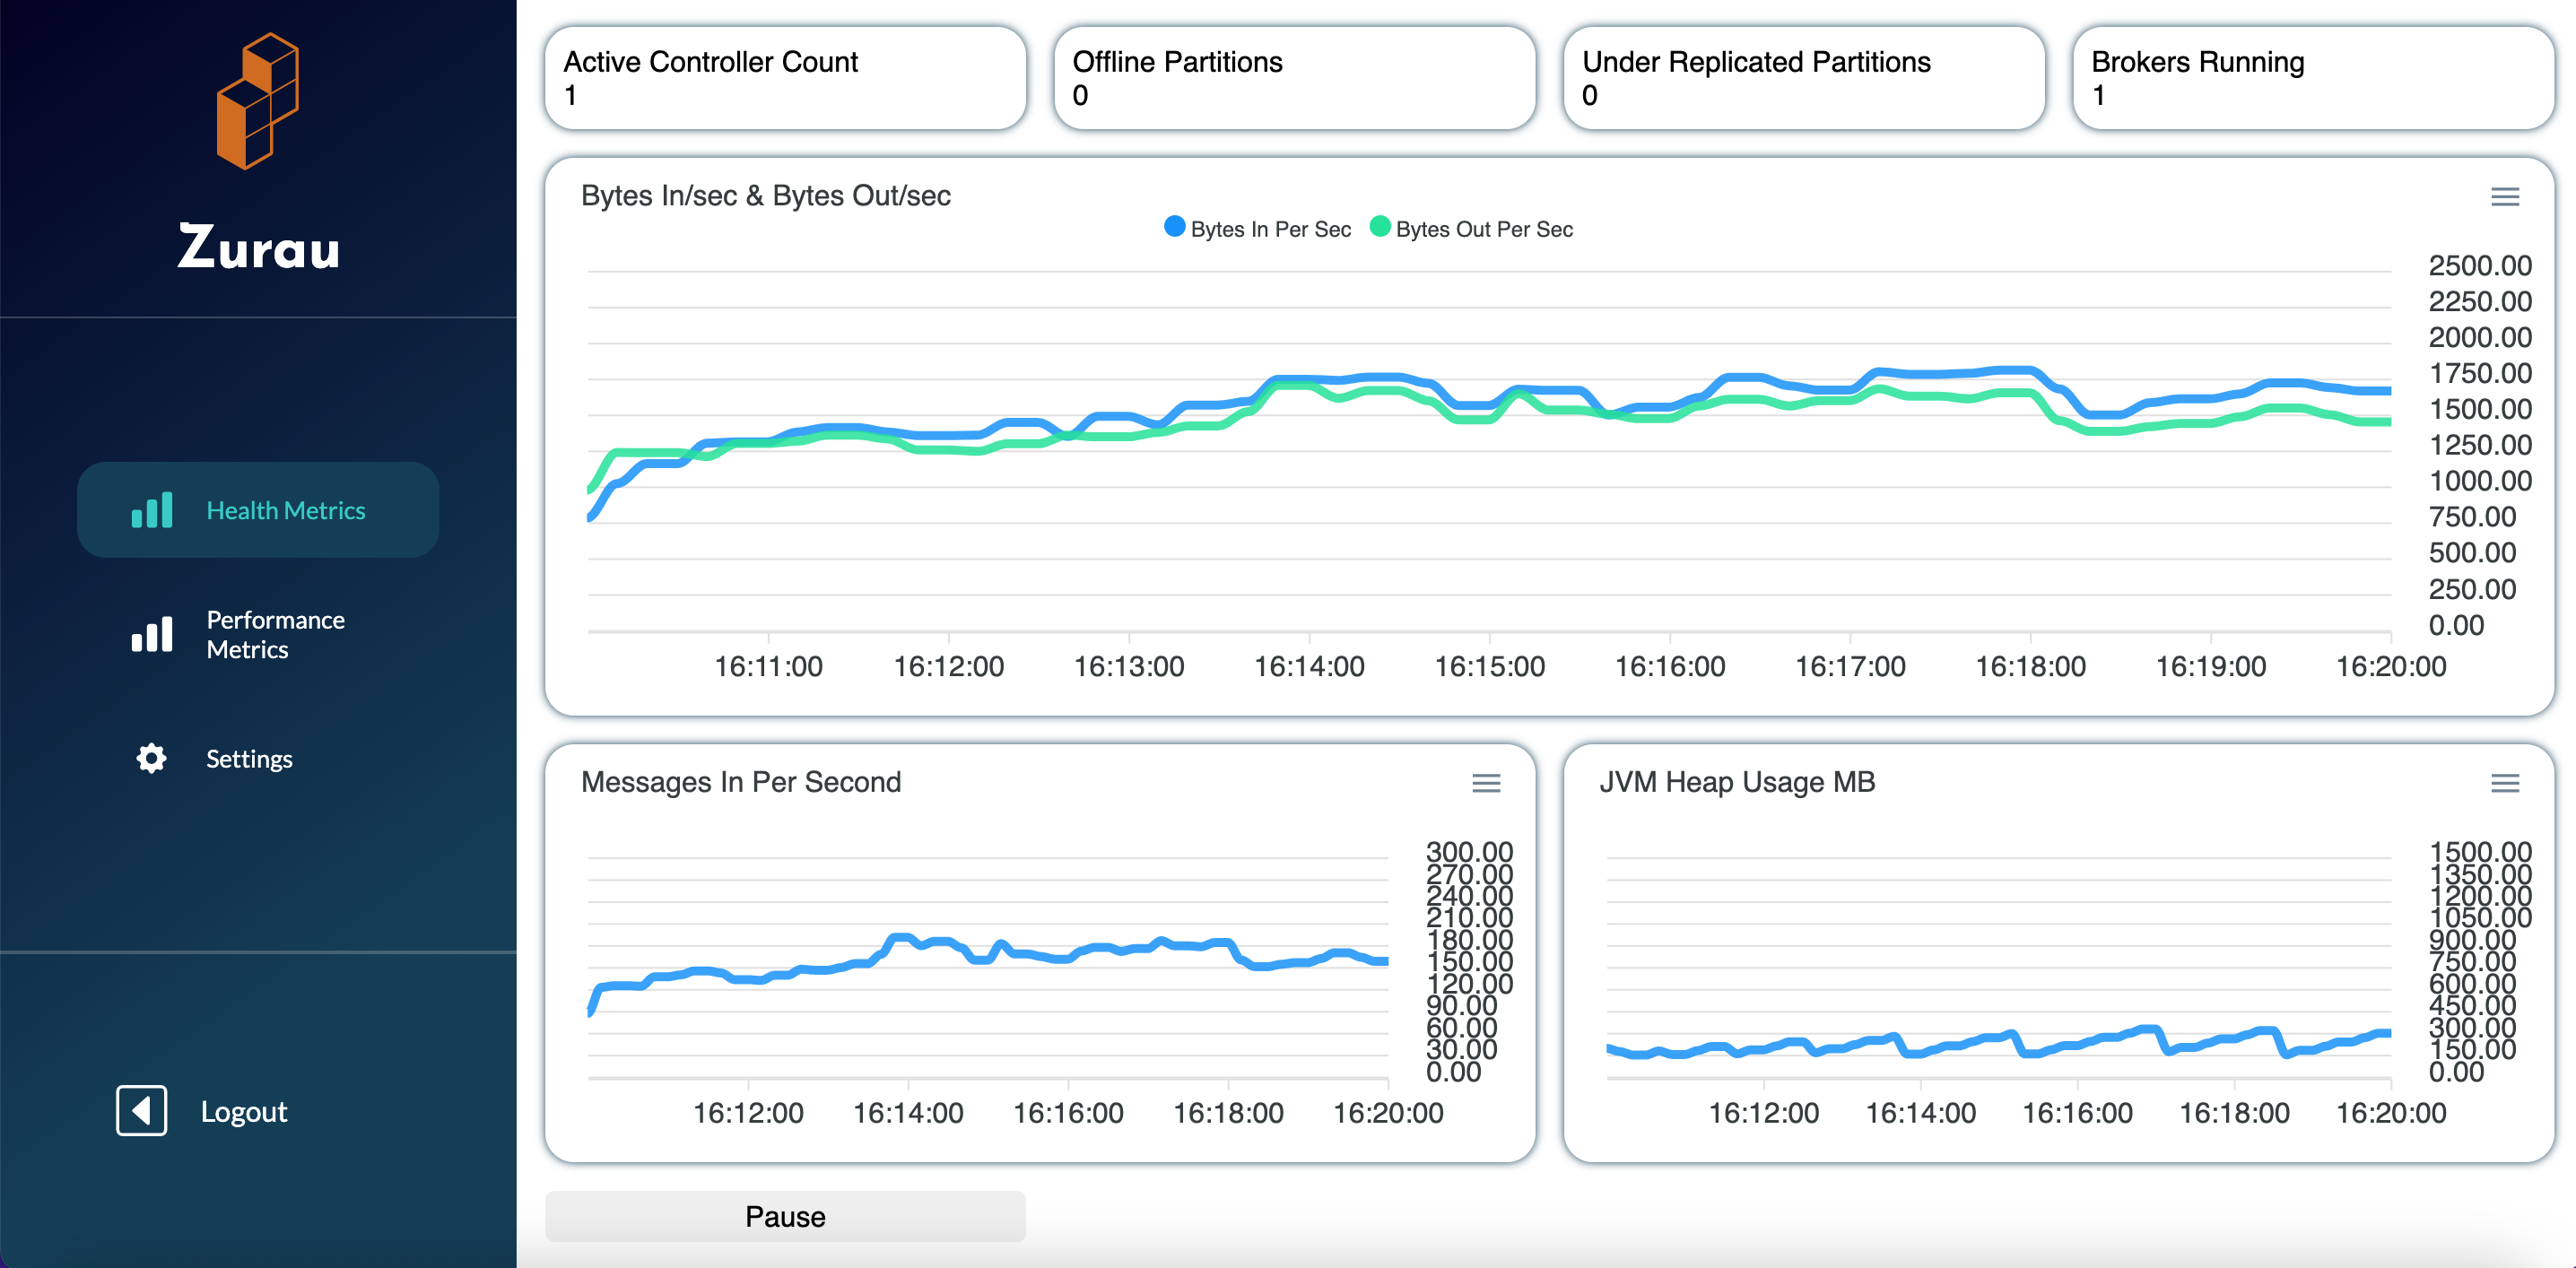 Zurau
Health Metrics
Performance
Metrics
Settings
Logout
Active Controller Count
1
Offline Partitions
0
Under Replicated Partitions
0
Brokers Running
1
Bytes In/sec & Bytes Out/sec
Bytes In Per Sec Bytes Out Per Sec
2500.00
2250.00
2000.00
1750.00
1500.00
1250.00
1000.00
750.00
500.00
250.00
0.00
16:11:00 16:12:00 16:13:00 16:14:00 16:15:00 16:16:00 16:17:00 16:18:00 16:19:00 16:20:00
Messages In Per Second
300.00
270.00
240.00
210.00
180.00
150.00
120.00
90.00
60.00
30.00
0.00
16:12:00 16:14:00 16:16:00 16:18:00 16:20:00
JVM Heap Usage MB
1500.00
1350.00
1200.00
1050.00
900.00
750.00
600.00
450.00
300.00
150.00
0.00
16:12:00 16:14:00 16:16:00 16:18:00 16:20:00
Pause